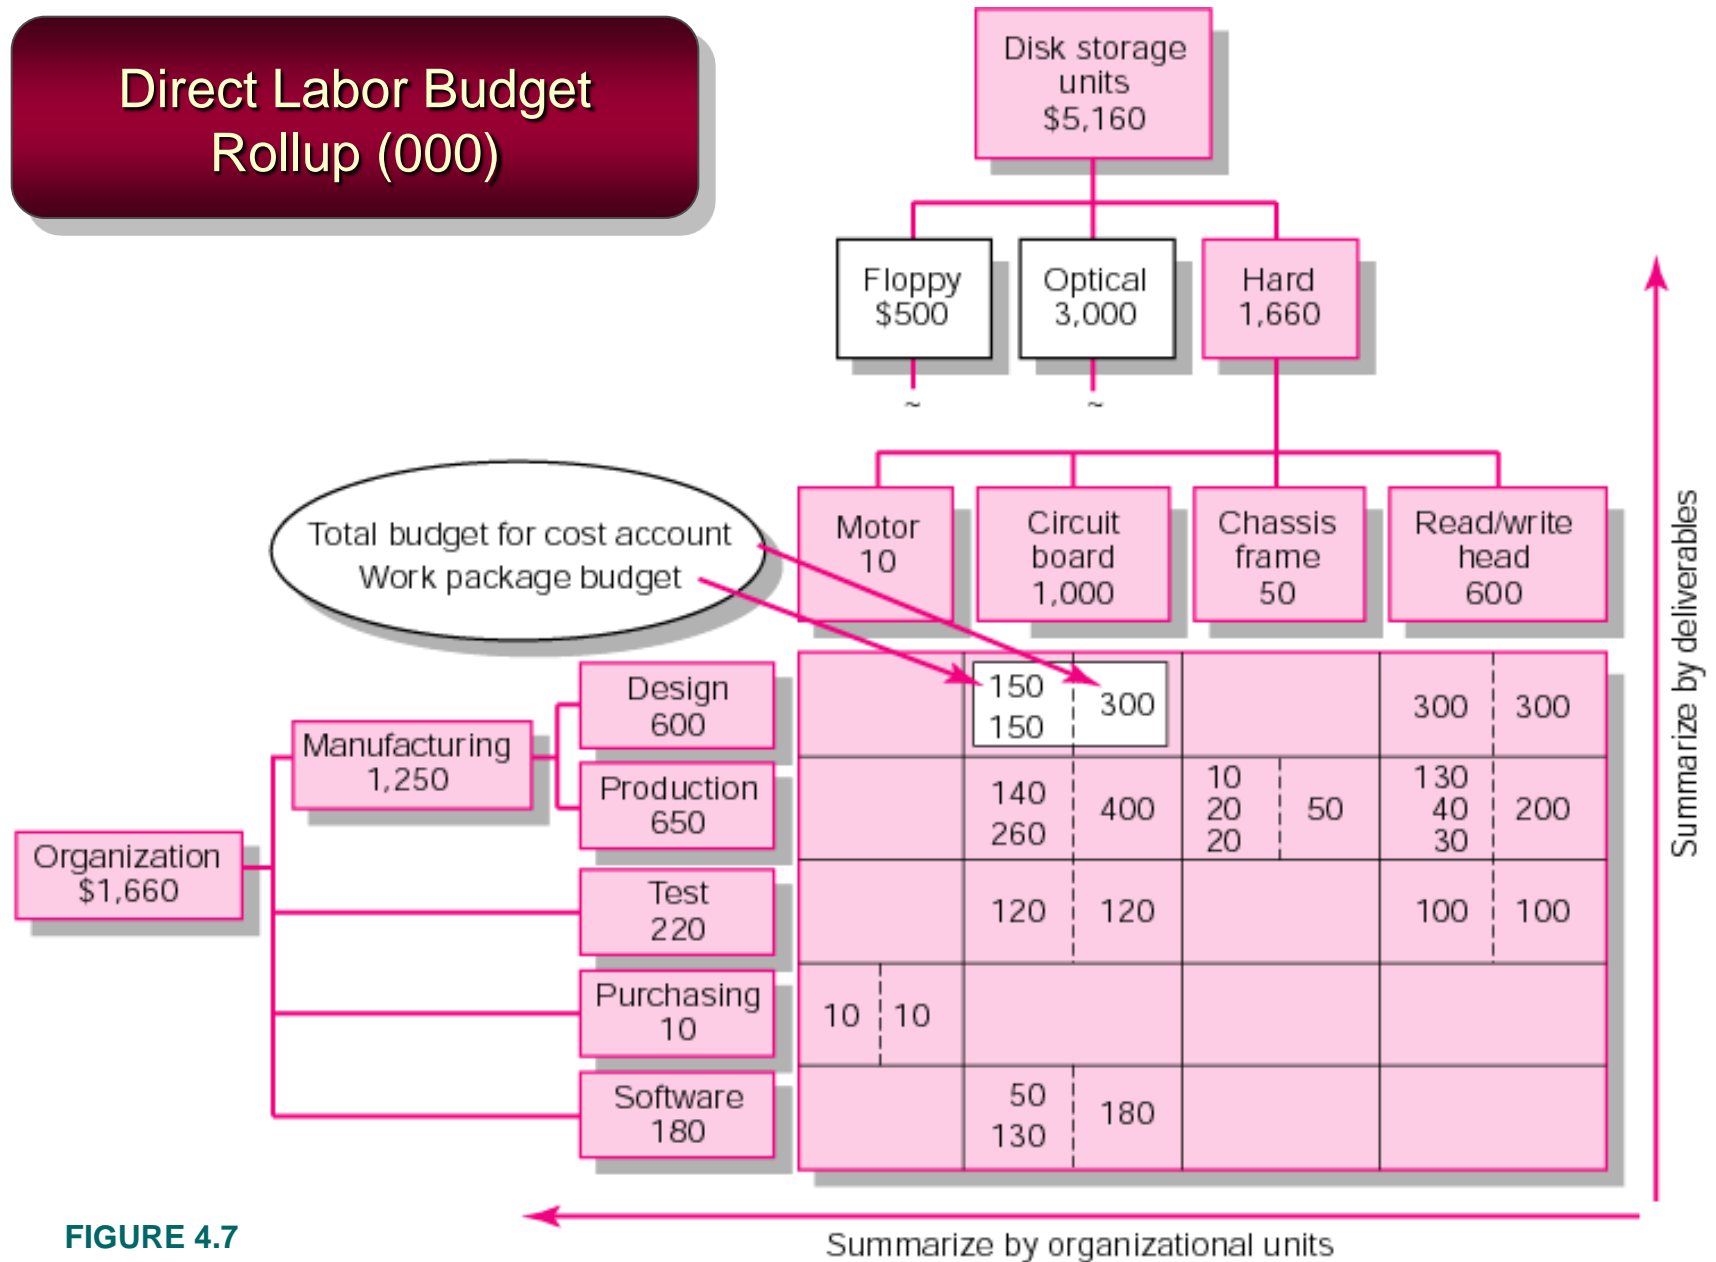 Direct Labor Budget
Rollup (000)
Disk storage
units
$5,160
Floppy
$500
Optical
3,000
Hard
1,660
~
~
Total budget for cost account
Work package budget
Motor
10
Circuit
board
1,000
Chassis
frame
50
Read/write
head
600
Summarize by deliverables
Organization
$1,660
Manufacturing
1,250
Design
600
150
150
300
300
300
Production
650
140
260
400
10
20
20
50
130
40
30
200
Test
220
120
120
100
100
Purchasing
10
10
10
Software
180
50
130
180
Summarize by organizational units
FIGURE 4.7